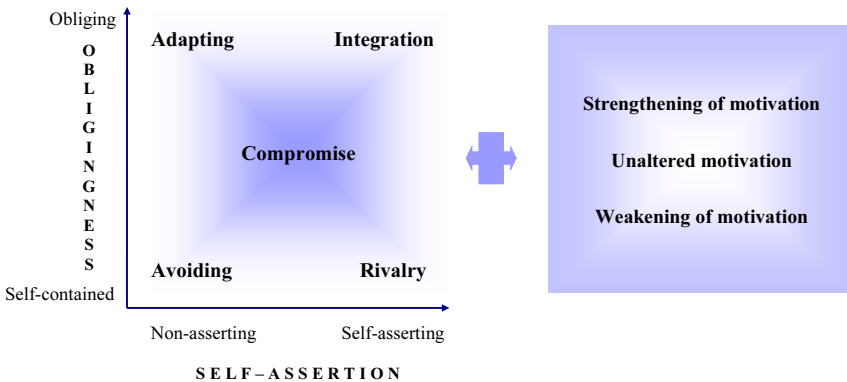 Obliging
OBLIGINGNESS
Adapting
Integration
Compromise
Avoiding
Rivalry
Self-contained
Non-asserting
Self-asserting
SELF–ASSERTION
Strengthening of motivation
Unaltered motivation
Weakening of motivation